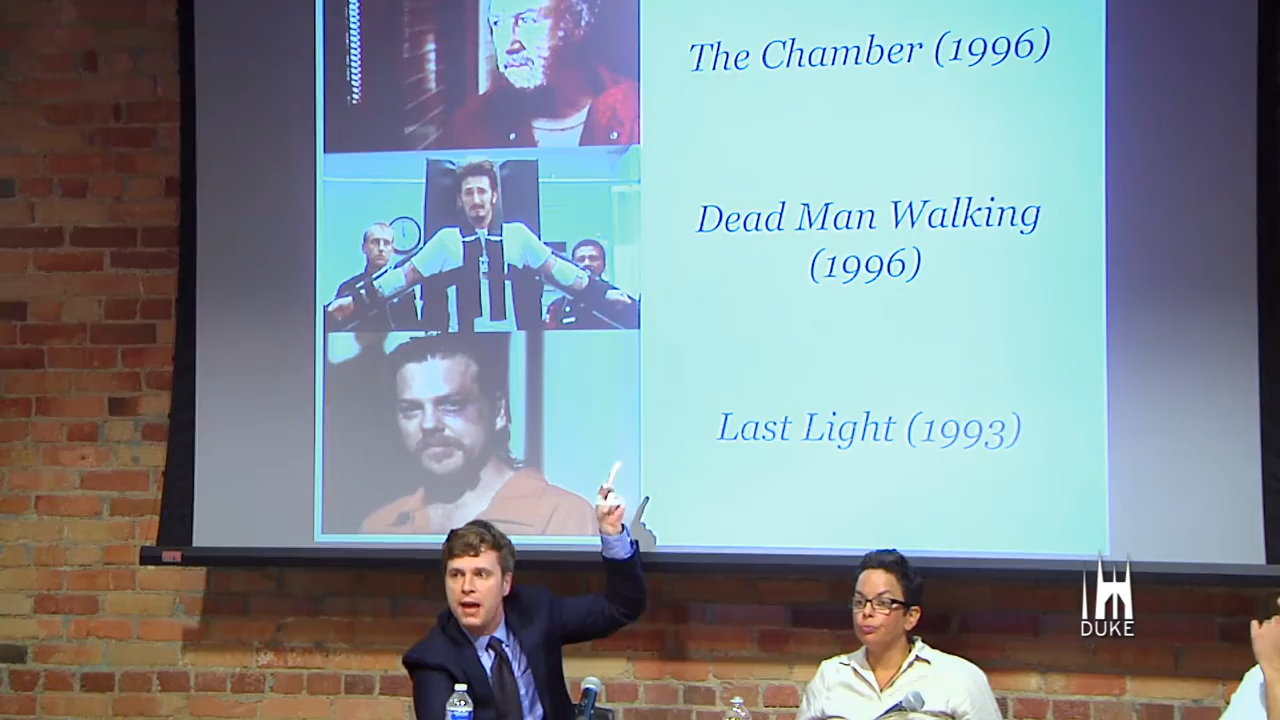 The Chamber (1996)
Dead Man Walking
(1996)
Last Light (1993)
DUKE